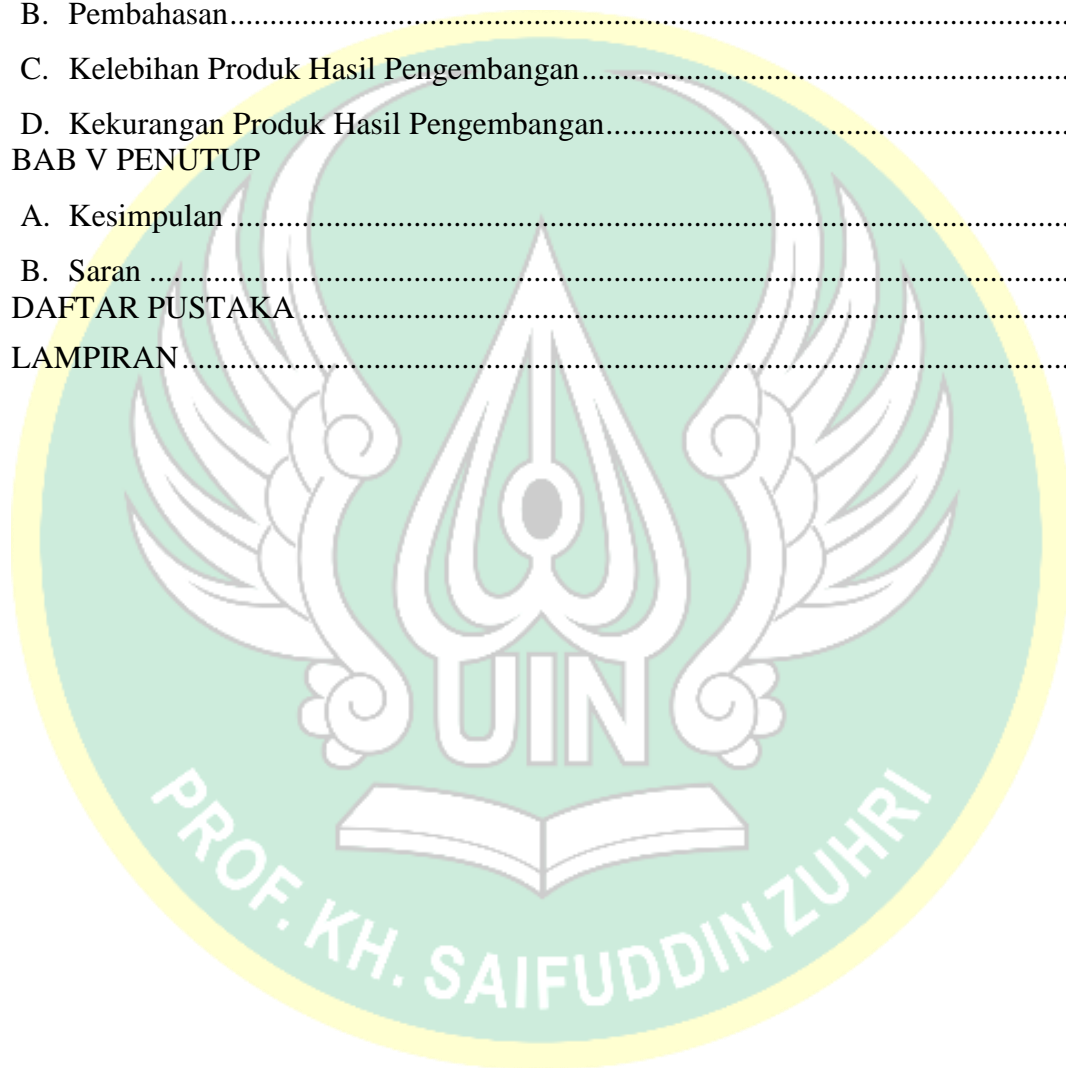 B. Pembahasan....................................................................................................
C. Kelebihan Produk Hasil Pengembangan............................................................
D. Kekurangan Produk Hasil Pengembangan.........................................................
BAB V PENUTUP
A. Kesimpulan ....................................................................................................
B. Saran ..............................................................................................................
DAFTAR PUSTAKA ...............................................................................................
LAMPIRAN..............................................................................................................
UIN
PROF. KH. SAIFUDDIN ZUHRI